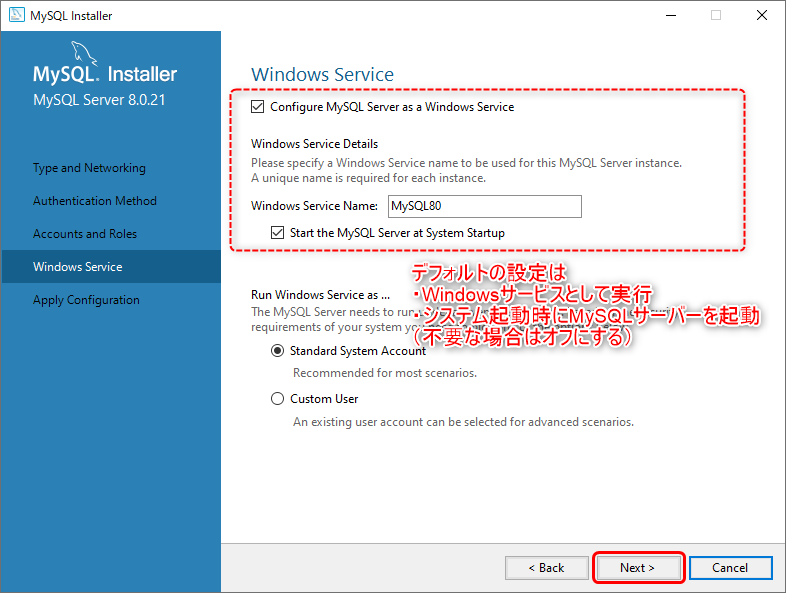 MySQL Installer
MySQL. Installer
MySQL Server 8.0.21
Type and Networking
Authentication Method
Accounts and Roles
Windows Service
Apply Configuration
Windows Service
Configure MySQL Server as a Windows Service
Windows Service Details
Please specify a Windows Service name to be used for this MySQL Server instance.
A unique name is required for each instance.
Windows Service Name: MySQL80
Start the MySQL Server at System Startup
デフォルトの設定は
・Windowsサービスとして実行
・システム起動時にMySQLサーバーを起動
（不要な場合はオフにする）
Run Windows Service as ...
The MySQL Server needs to run
requirements of your system you
Standard System Account
Recommended for most scenarios.
Custom User
An existing user account can be selected for advanced scenarios.
< Back
Next >
Cancel